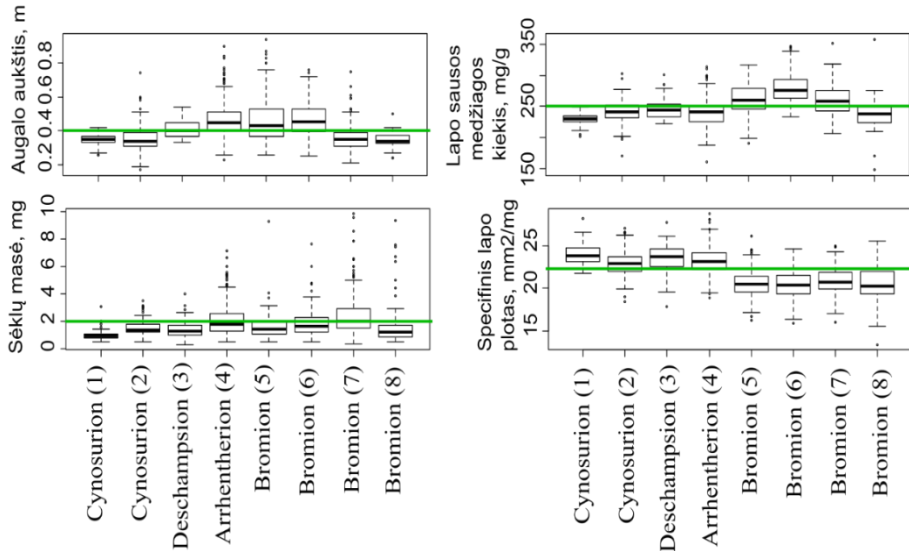 Augalo aukštis, m
0.2 0.4 0.6 0.8
Lapo sausos
medžiagos
kiekis, mg/g
150 250 350
Sėklų masė, mg
0 2 4 6 8 10
Specifinis lapo
plotas, mm2/mg
15 20 25
Cynosurion (1)
Cynosurion (2)
Deschampsion (3)
Arrhentherion (4)
Bromion (5)
Bromion (6)
Bromion (7)
Bromion (8)
Cynosurion (1)
Cynosurion (2)
Deschampsion (3)
Arrhentherion (4)
Bromion (5)
Bromion (6)
Bromion (7)
Bromion (8)